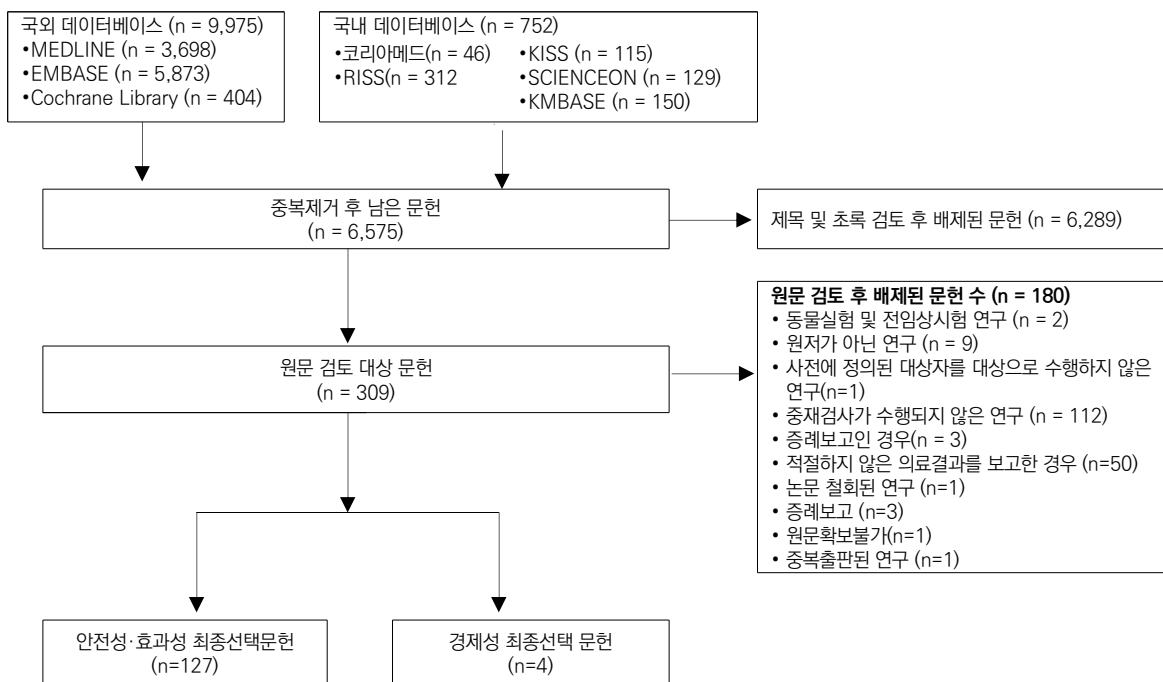 국외 데이터베이스 (n = 9,975)
•MEDLINE (n = 3,698)
•EMBASE (n = 5,873)
•Cochrane Library (n = 404)
국내 데이터베이스 (n = 752)
•코리아메드(n = 46)
•RISS(n = 312
•KISS (n = 115)
•SCIENCEON (n = 129)
•KMBASE (n = 150)
중복제거 후 남은 문헌
(n = 6,575)
제목 및 초록 검토 후 배제된 문헌 (n = 6,289)
원문 검토 대상 문헌
(n = 309)
원문 검토 후 배제된 문헌 수 (n = 180)
• 동물실험 및 전임상시험 연구 (n = 2)
• 원저가 아닌 연구 (n = 9)
• 사전에 정의된 대상자를 대상으로 수행하지 않은
연구(n=1)
• 중재검사가 수행되지 않은 연구 (n = 112)
• 증례보고인 경우(n = 3)
• 적절하지 않은 의료결과를 보고한 경우 (n=50)
• 논문 철회된 연구 (n=1)
• 증례보고 (n=3)
• 원문확보불가(n=1)
• 중복출판된 연구 (n=1)
안전성·효과성 최종선택문헌
(n=127)
경제성 최종선택 문헌
(n=4)